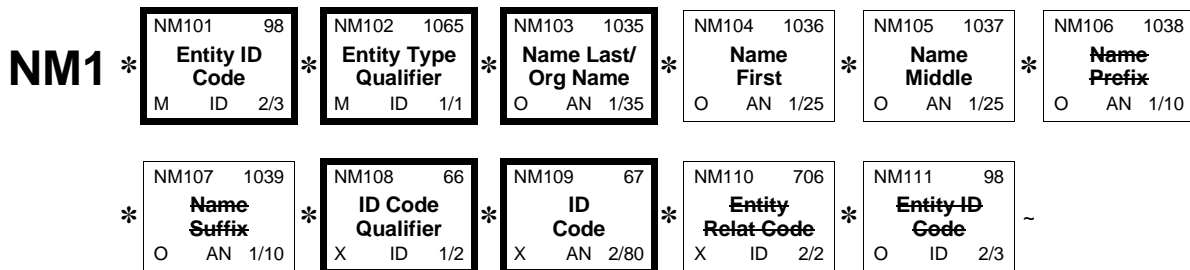 NM101 98 NM102 1065 NM103 1035 NM104 1036 NM105 1037 NM106 1038
NM1 * Entity ID Code * Entity Type Qualifier * Name Last/ Org Name * Name First * Name Middle * Name Prefix
M ID 2/3 M ID 1/1 O AN 1/35 O AN 1/25 O AN 1/25 O AN 1/10
NM107 1039 NM108 66 NM109 67 NM110 706 NM111 98
* Name Suffix * ID Code Qualifier * ID Code * Entity Relat Code * Entity ID Code ~
O AN 1/10 X ID 1/2 X AN 2/80 X ID 2/2 O ID 2/3